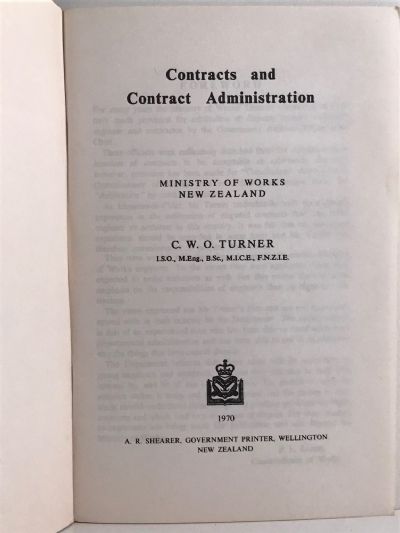 Contracts and
Contract Administration
MINISTRY OF WORKS
NEW ZEALAND
C. W. O. TURNER
I.S.O., M.Eng., B.Sc., M.I.C.E., F.N.Z.I.E.
1970
A. R. SHEARER, GOVERNMENT PRINTER, WELLINGTON
NEW ZEALAND